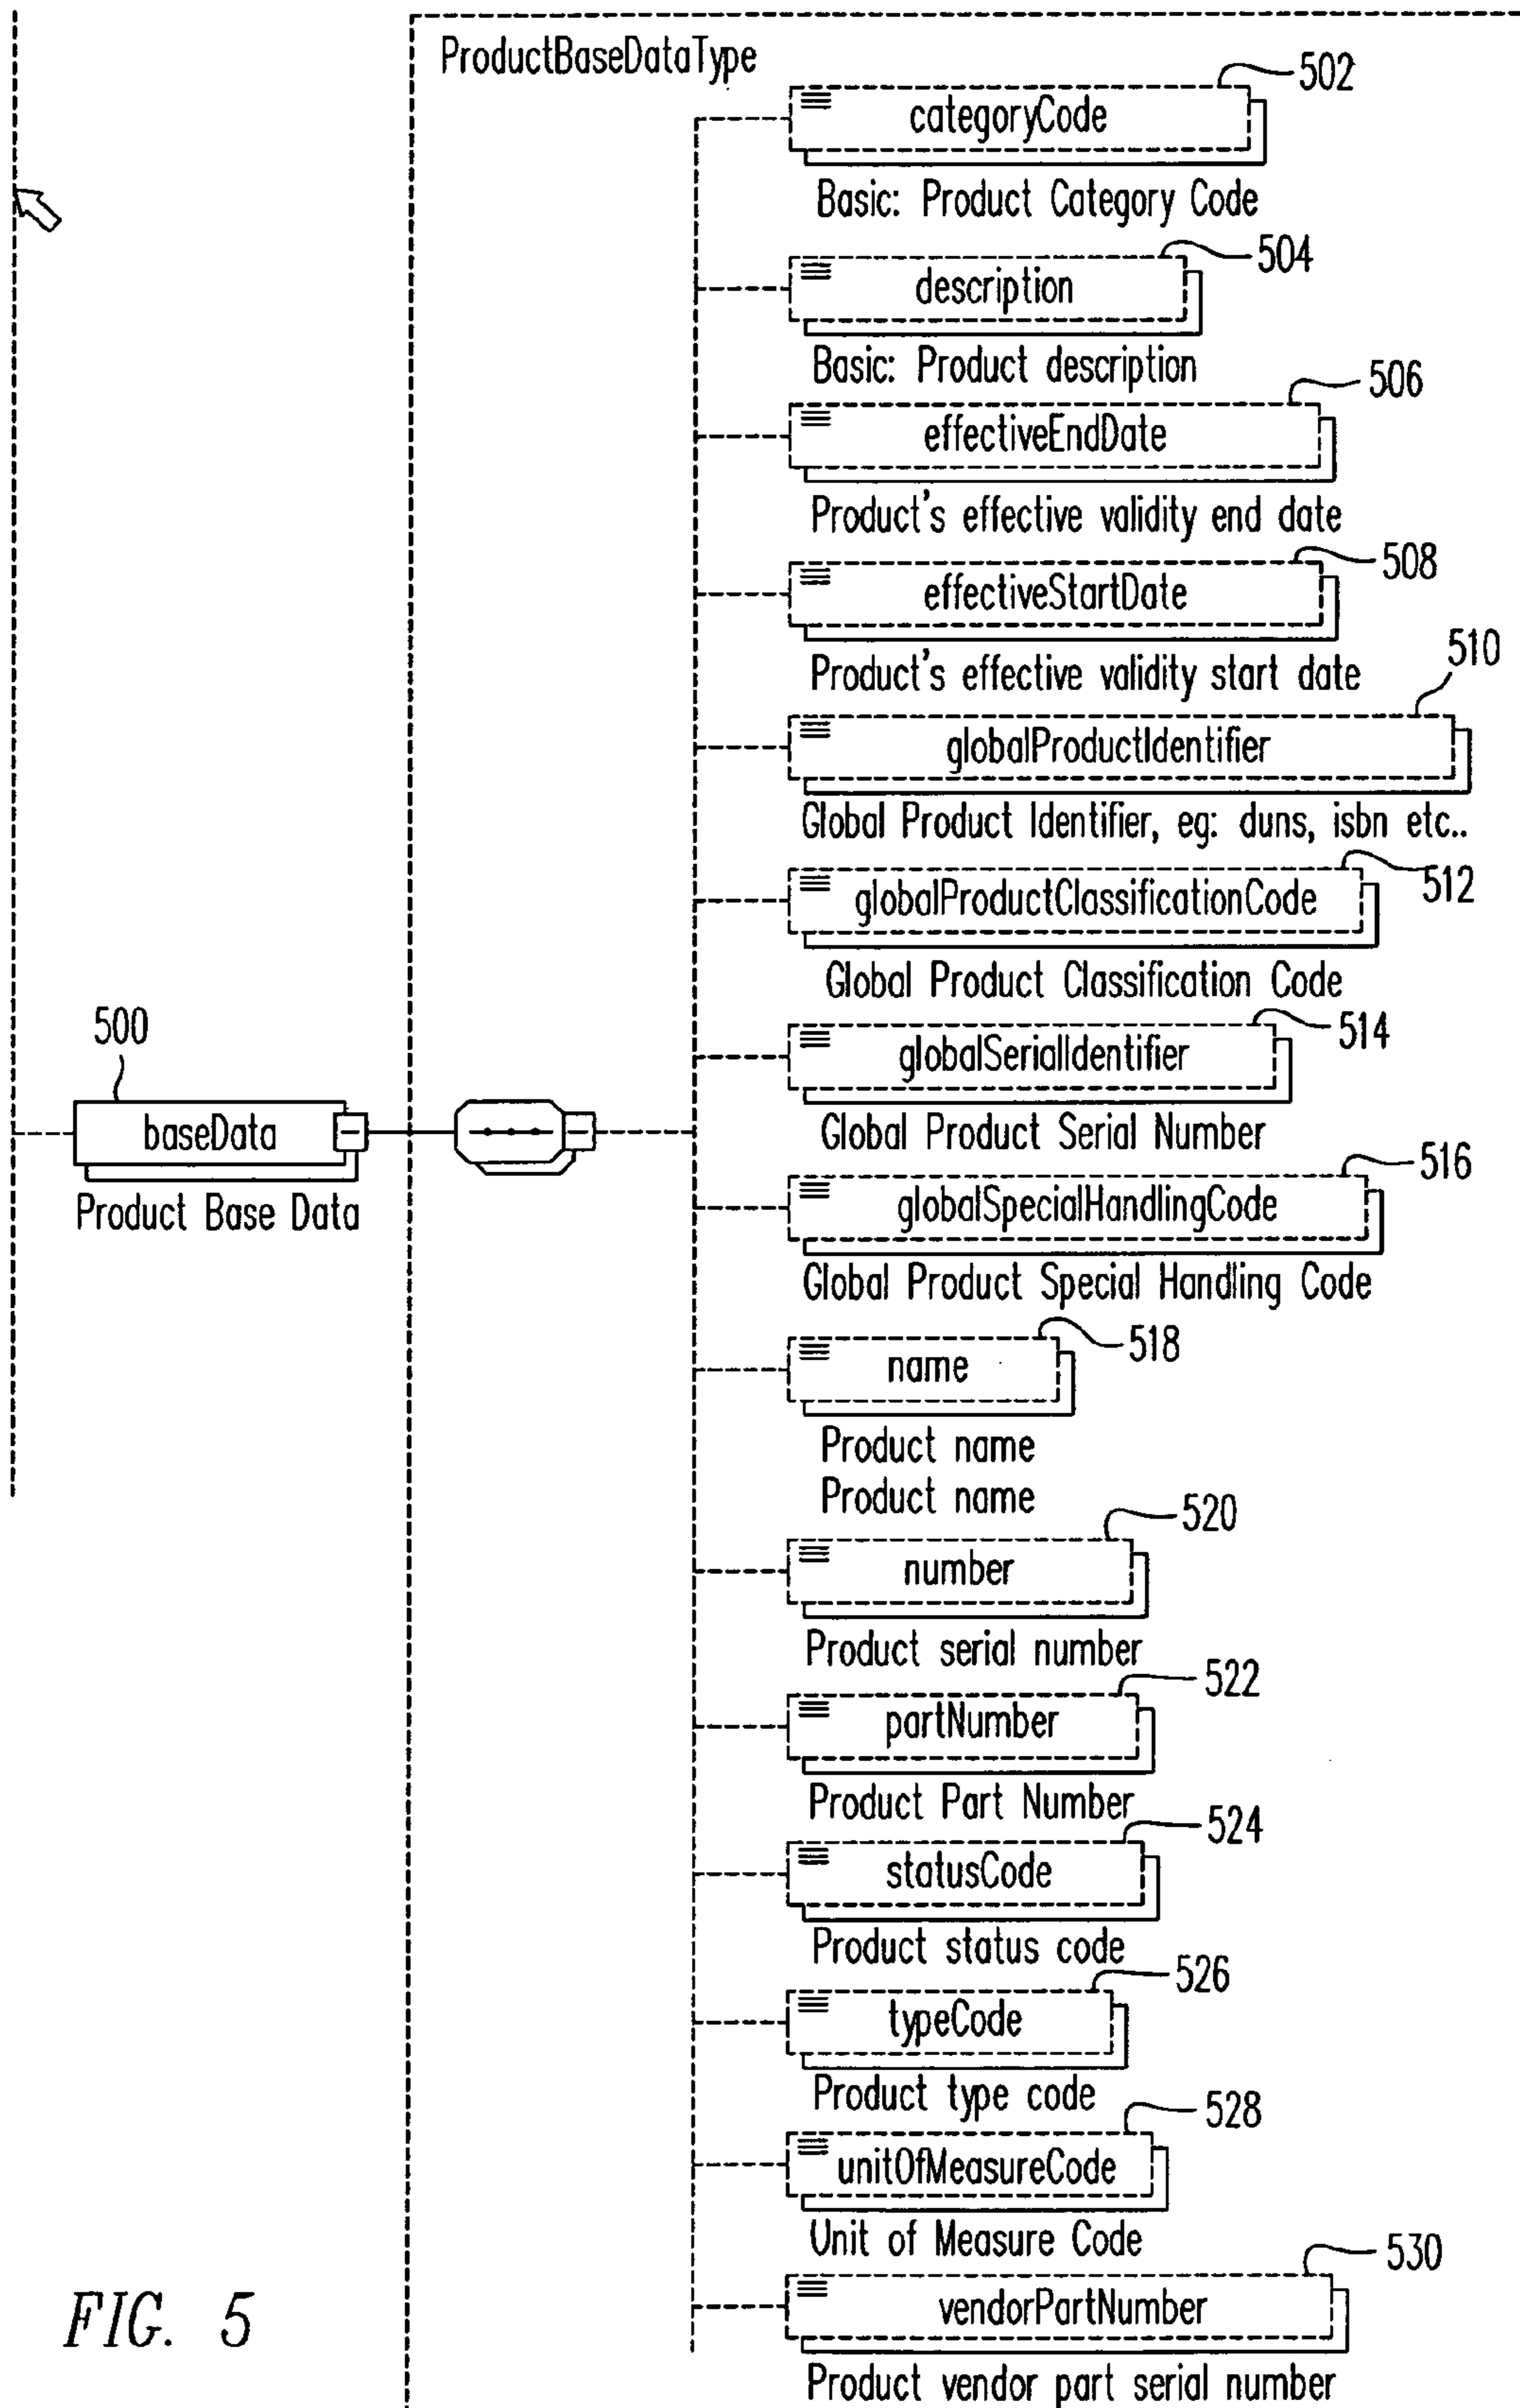 ProductBaseDataType
502
categoryCode
Basic: Product Category Code
504
description
Basic: Product description
506
effectiveEndDate
Product's effective validity end date
508
effectiveStartDate
Product's effective validity start date
510
globalProductIdentifier
Global Product Identifier, eg: duns, isbn etc..
512
globalProductClassificationCode
Global Product Classification Code
500
baseData
Product Base Data
514
globalSerialIdentifier
Global Product Serial Number
516
globalSpecialHandlingCode
Global Product Special Handling Code
518
name
Product name
Product name
520
number
Product serial number
522
partNumber
Product Part Number
524
statusCode
Product status code
526
typeCode
Product type code
528
unitOfMeasureCode
Unit of Measure Code
530
vendorPartNumber
Product vendor part serial number
FIG. 5